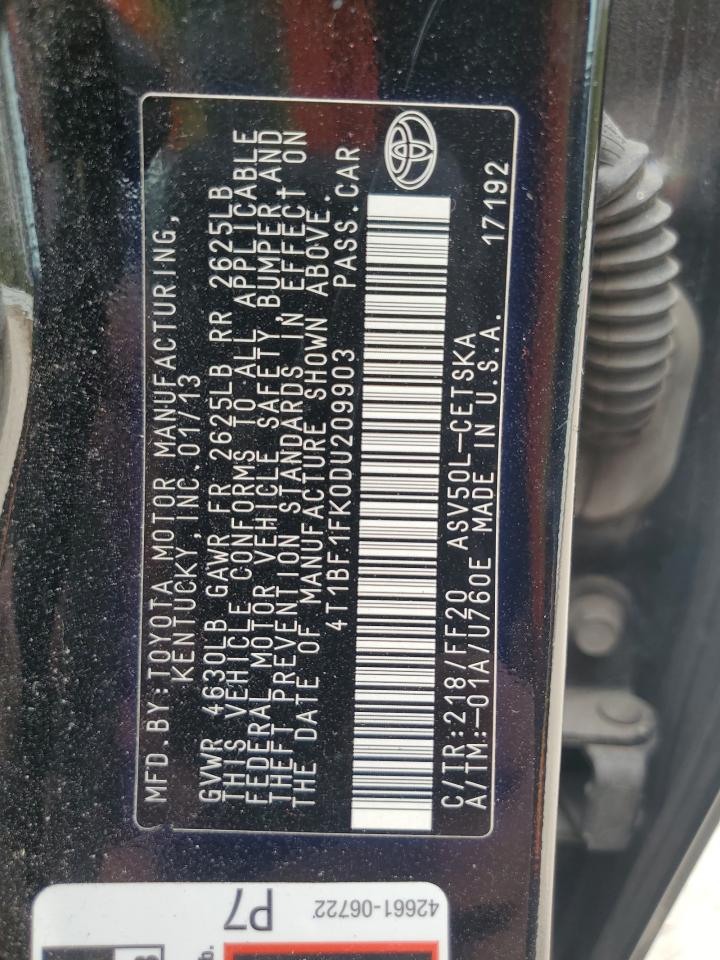 MFD.BY:TOYOTA MOTOR MANUFACTURING,
KENTUCKY,INC.01/13
GVWR 4630LB GAWR FR 2625LB RR 2625LB
THIS VEHICLE CONFORMS TO ALL APPLICABLE
FEDERAL MOTOR VEHICLE SAFETY,BUMPER,AND
THEFT PREVENTION STANDARDS IN EFFECT ON
THE DATE OF MANUFACTURE SHOWN ABOVE.
4T1BF1FK0DU209903 PASS.CAR
C/TR:218/FF20 ASV50L-CETSKA
A/TM:-01A/U760E MADE IN U.S.A. 17192
42661-06722
P7